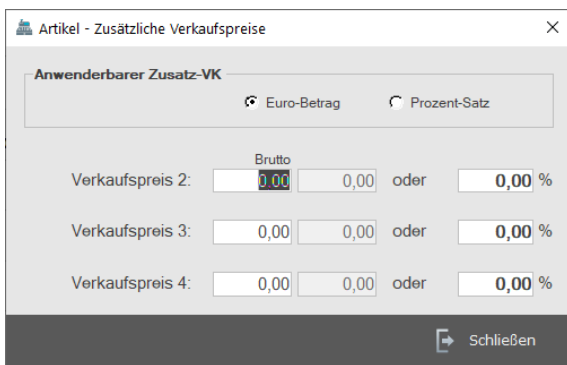 Artikel - Zusätzliche Verkaufspreise
Anwenderbarer Zusatz-VK
Euro-Betrag Prozent-Satz
Brutto
Verkaufspreis 2: 0,00 0,00 oder 0,00 %
Verkaufspreis 3: 0,00 0,00 oder 0,00 %
Verkaufspreis 4: 0,00 0,00 oder 0,00 %
Schließen